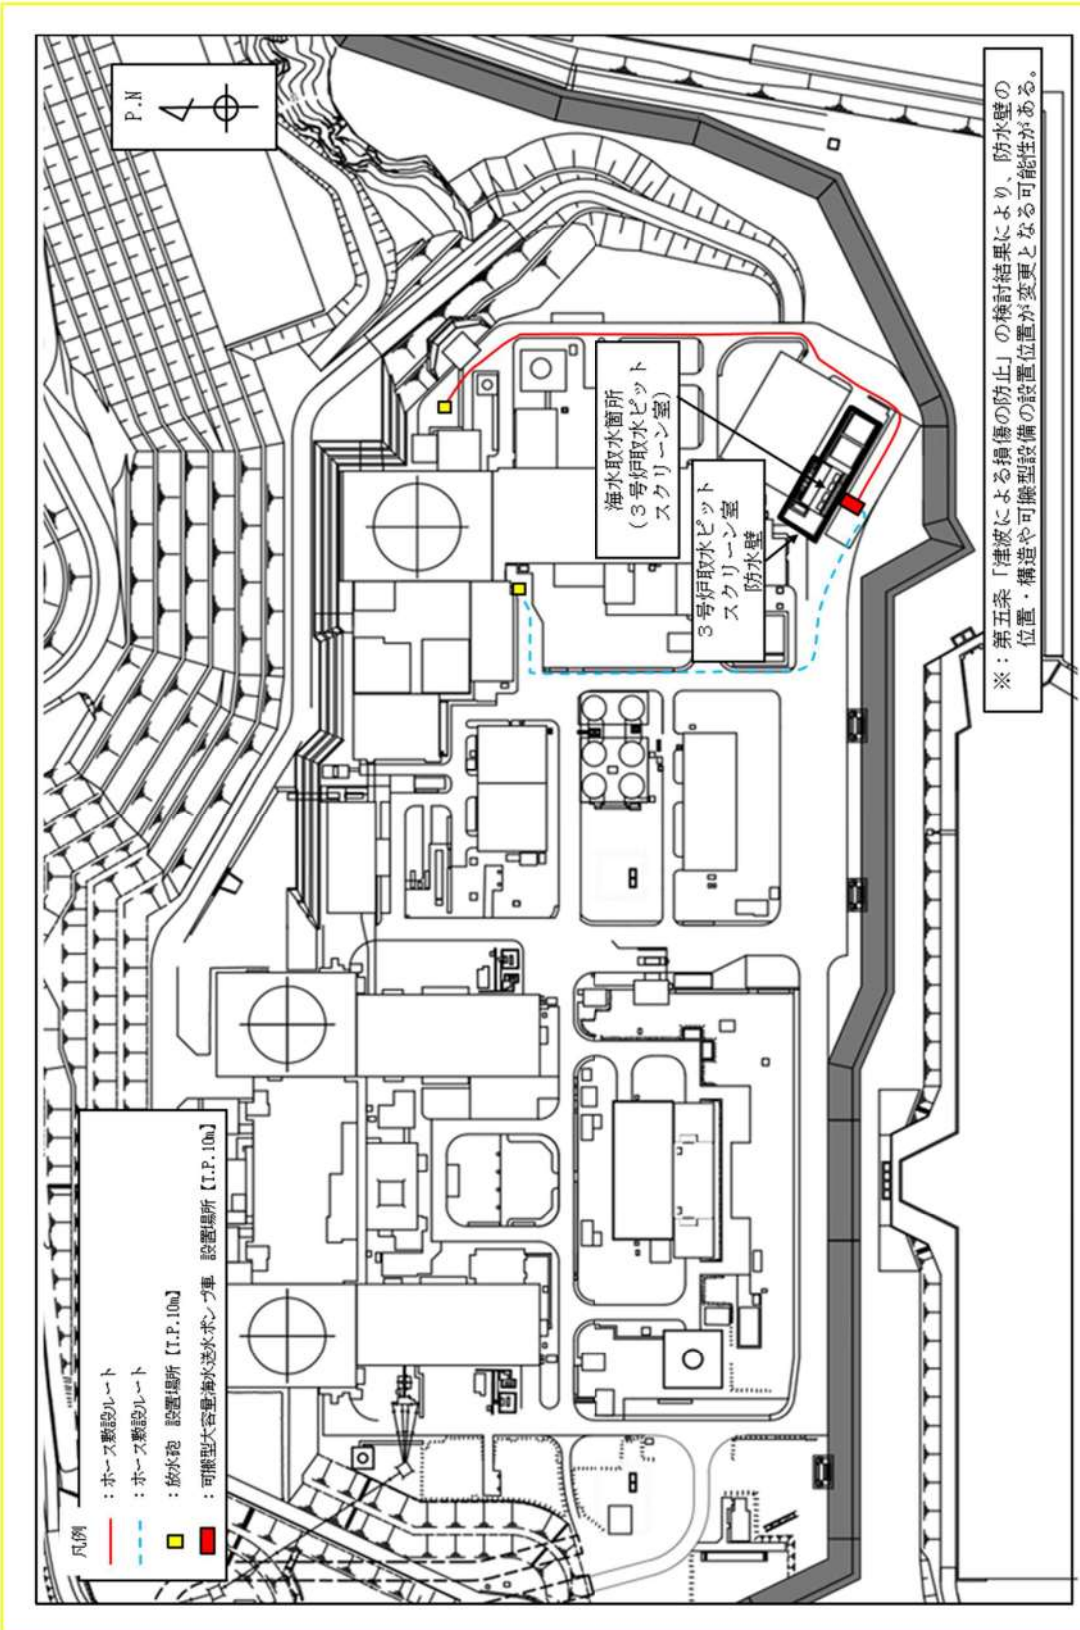 P.N
※：第五条「津波による損傷の防止」の検討結果により、防水壁の
位置・構造や可搬型設備の設置位置が変更となる可能性がある。
海水取水箇所
（３号炉取水ピット
スクリーン室）
３号炉取水ピット
スクリーン室
防水壁
凡例
：ホース敷設ルート
：ホース敷設ルート
：放水砲　設置場所【T.P.10m】
：可搬型大容量海水送水ポンプ車　設置場所【T.P.10m】